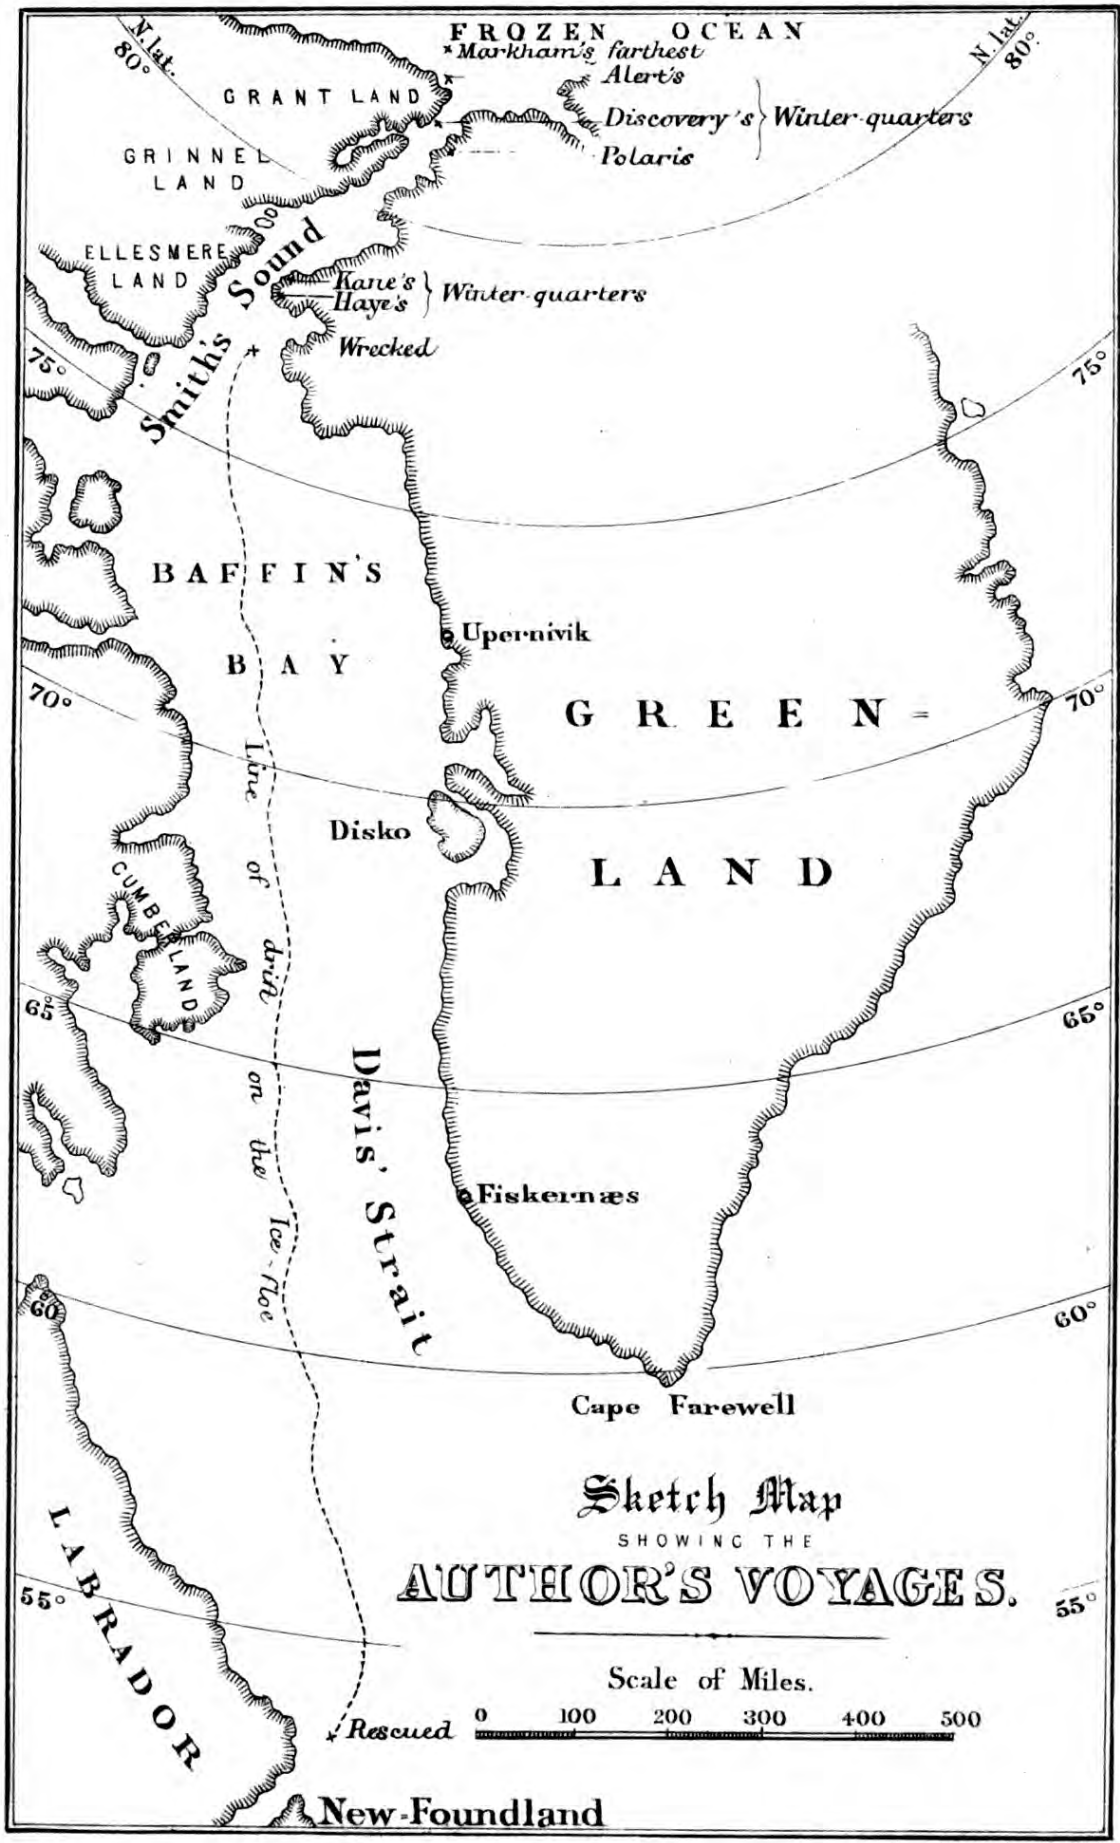 FROZEN OCEAN
N. lat. 80°
N. lat. 80°
Markham's farthest
Alert's
GRANT LAND
Discovery's } Winter-quarters
Polaris
GRINNEL
LAND
ELLESMERE
LAND
Smith's Sound
Kane's
Haye's } Winter-quarters
Wrecked
75°
75°
BAFFIN'S
BAY
Upernivik
70°
70°
GREEN=
LAND
Line of drift on the Ice-floe
Disko
CUMBERLAND
65°
65°
Davis' Strait
Fiskernæs
60°
60°
Cape Farewell
Sketch Map
SHOWING THE
AUTHOR'S VOYAGES.
55°
55°
LABRADOR
Scale of Miles.
0 100 200 300 400 500
Rescued
New-Foundland